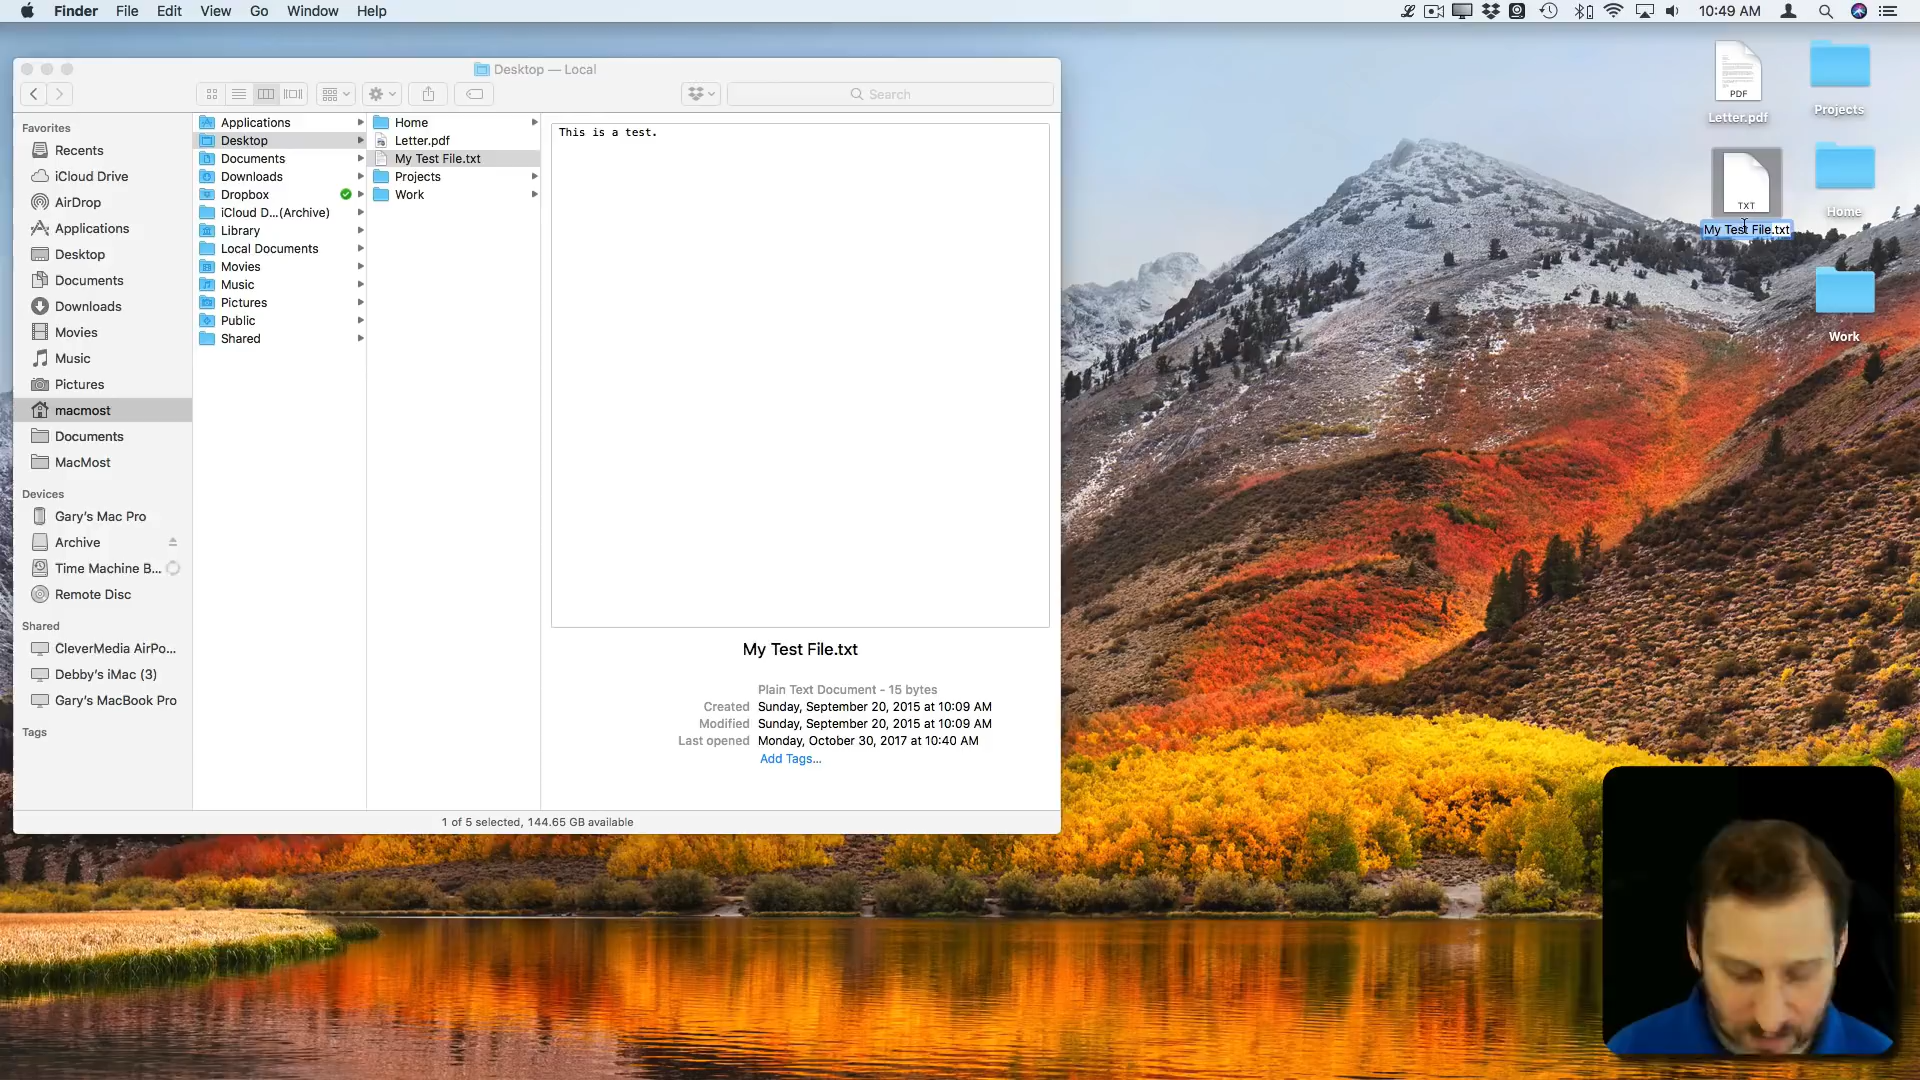 Finder File Edit View Go Window Help
10:49 AM
Desktop — Local
Search
Favorites
Recents
iCloud Drive
AirDrop
Applications
Desktop
Documents
Downloads
Movies
Music
Pictures
macmost
Documents
MacMost
Devices
Gary's Mac Pro
Archive
Time Machine B...
Remote Disc
Shared
CleverMedia AirPo...
Debby's iMac (3)
Gary's MacBook Pro
Tags
Applications
Desktop
Documents
Downloads
Dropbox
iCloud D...(Archive)
Library
Local Documents
Movies
Music
Pictures
Public
Shared
Home
Letter.pdf
My Test File.txt
Projects
Work
This is a test.
My Test File.txt
Plain Text Document - 15 bytes
Created Sunday, September 20, 2015 at 10:09 AM
Modified Sunday, September 20, 2015 at 10:09 AM
Last opened Monday, October 30, 2017 at 10:40 AM
Add Tags...
1 of 5 selected, 144.65 GB available
PDF
Letter.pdf
Projects
TXT
My Test File.txt
Home
Work